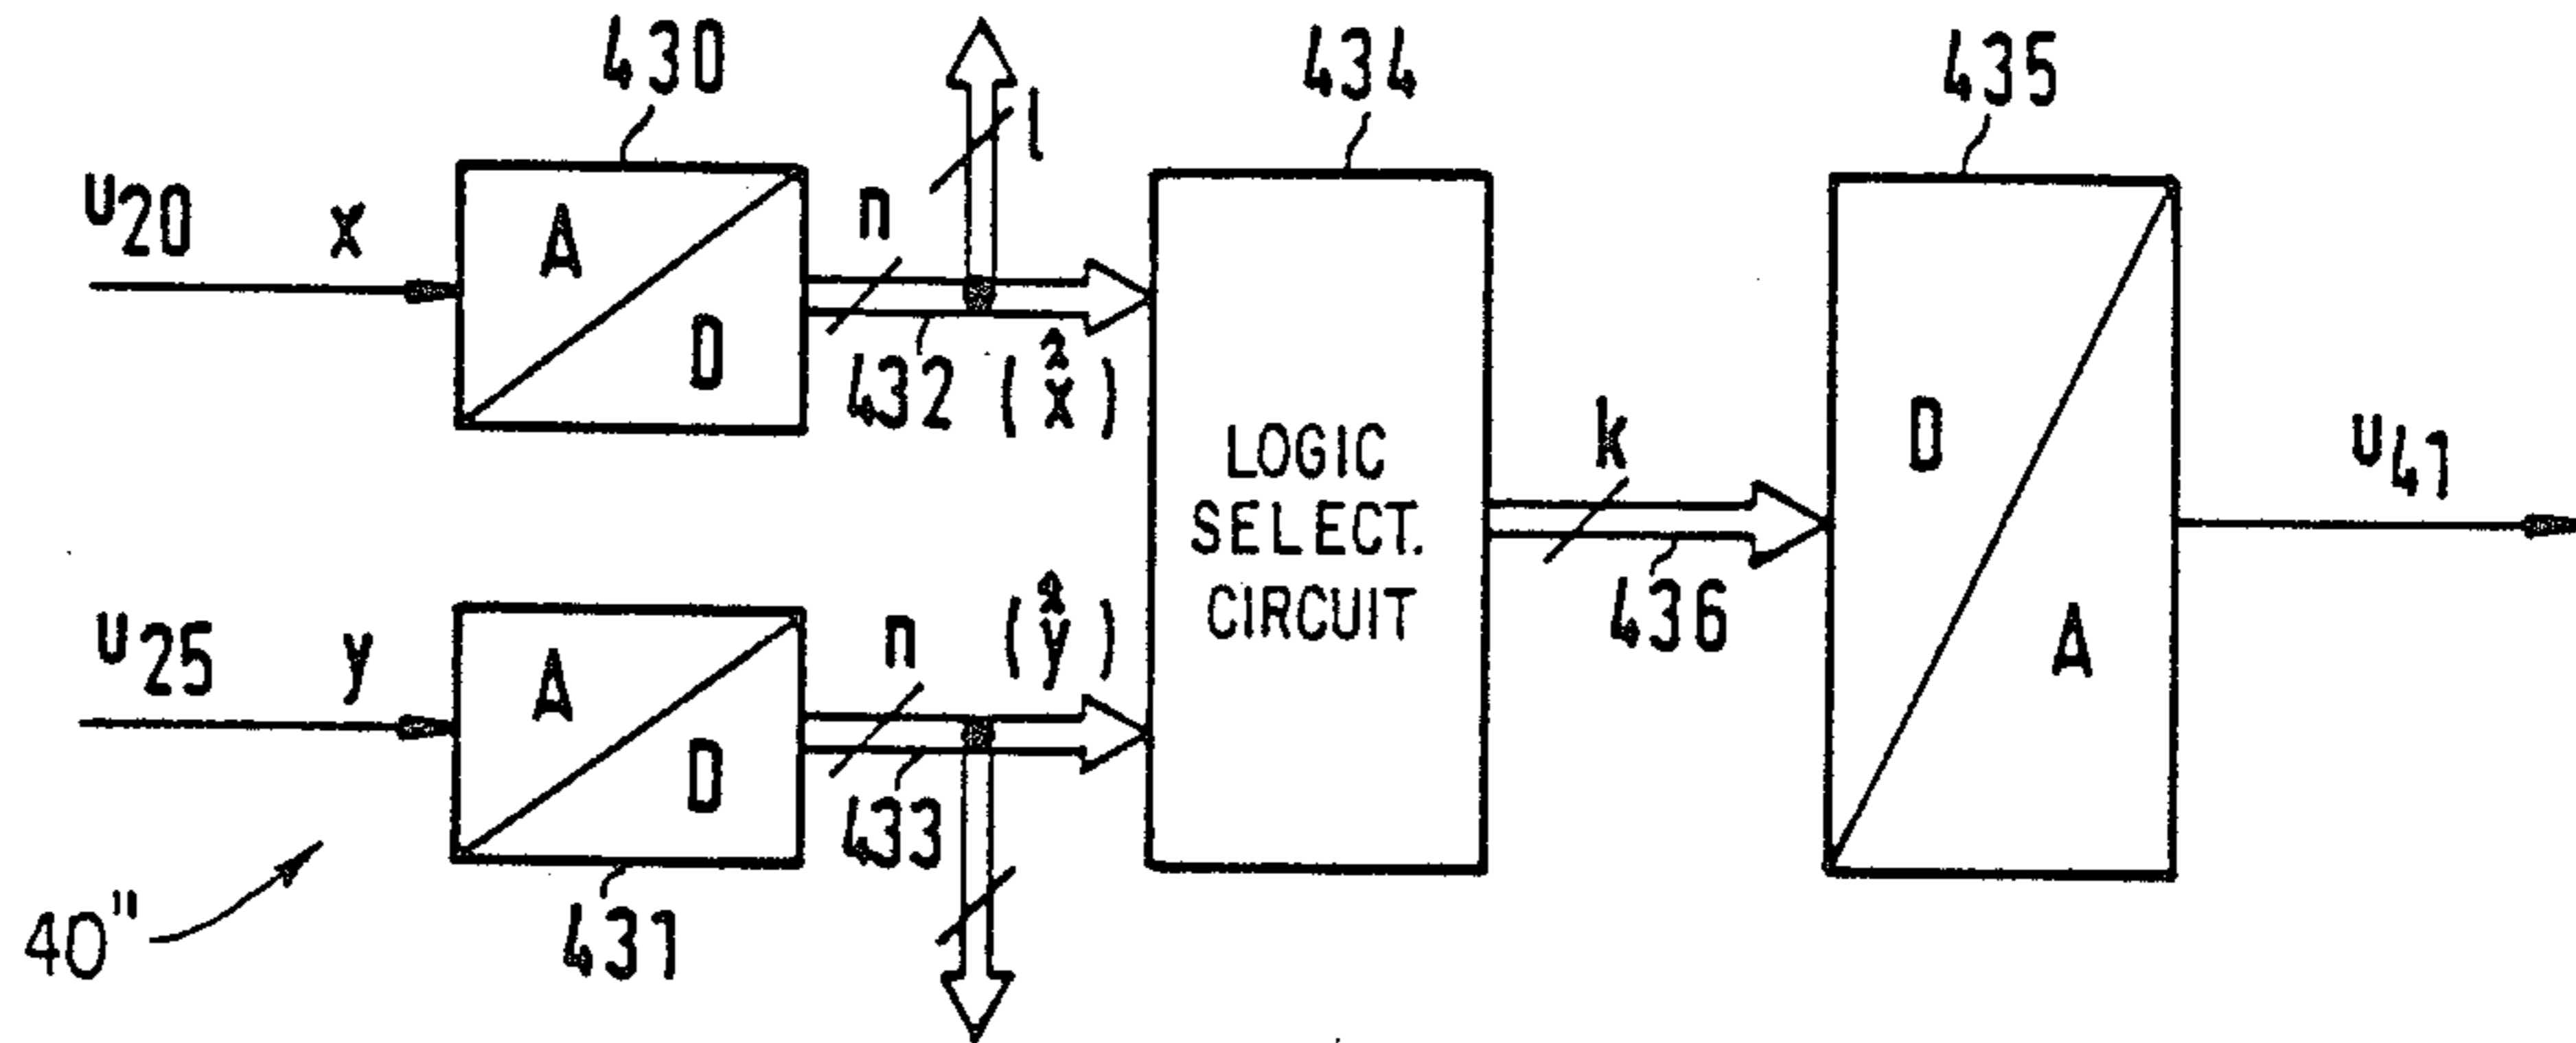 430
l
434
435
u20 x
A
D
n
432 (x̂)
LOGIC
SELECT.
CIRCUIT
k
436
D
A
u41
u25 y
A
D
n (ŷ)
433
431
40"